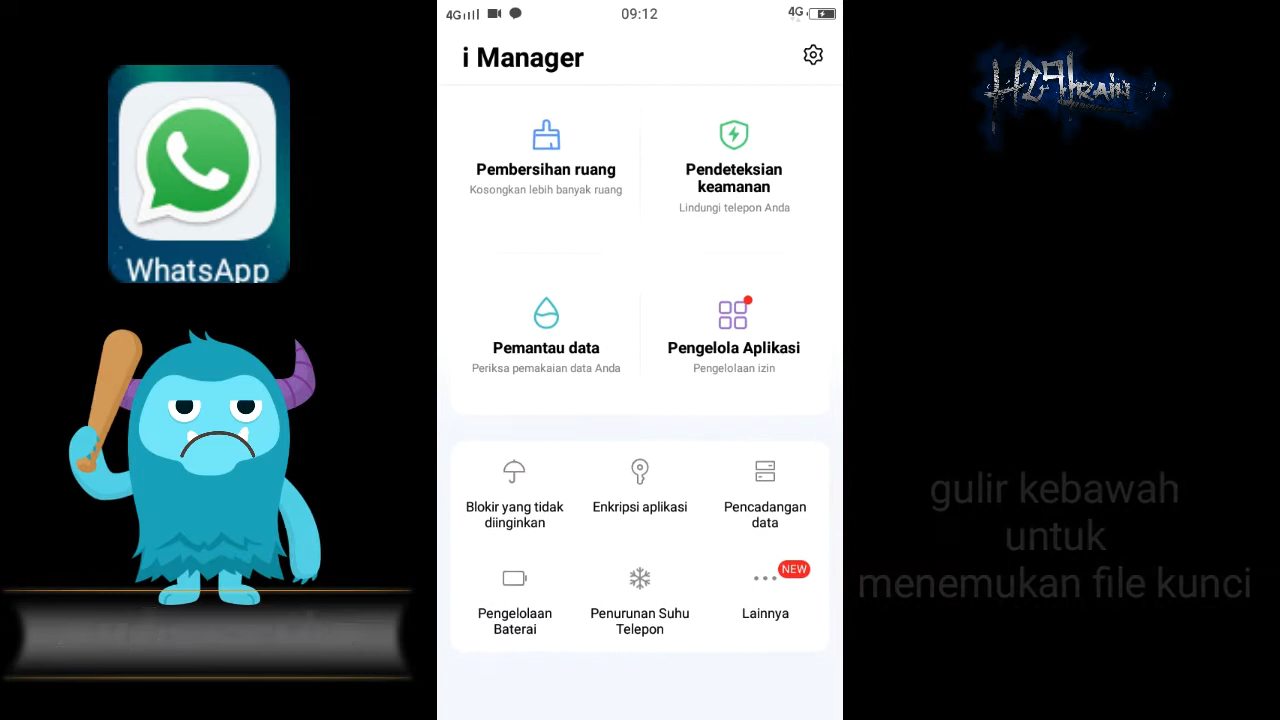 WhatsApp
4G
09:12
4G
i Manager
Pembersihan ruang
Kosongkan lebih banyak ruang
Pendeteksian
keamanan
Lindungi telepon Anda
Pemantau data
Periksa pemakaian data Anda
Pengelola Aplikasi
Pengelolaan izin
Blokir yang tidak
diinginkan
Enkripsi aplikasi
Pencadangan
data
Pengelolaan
Baterai
Penurunan Suhu
Telepon
NEW
Lainnya
gulir kebawah
untuk
menemukan file kunci